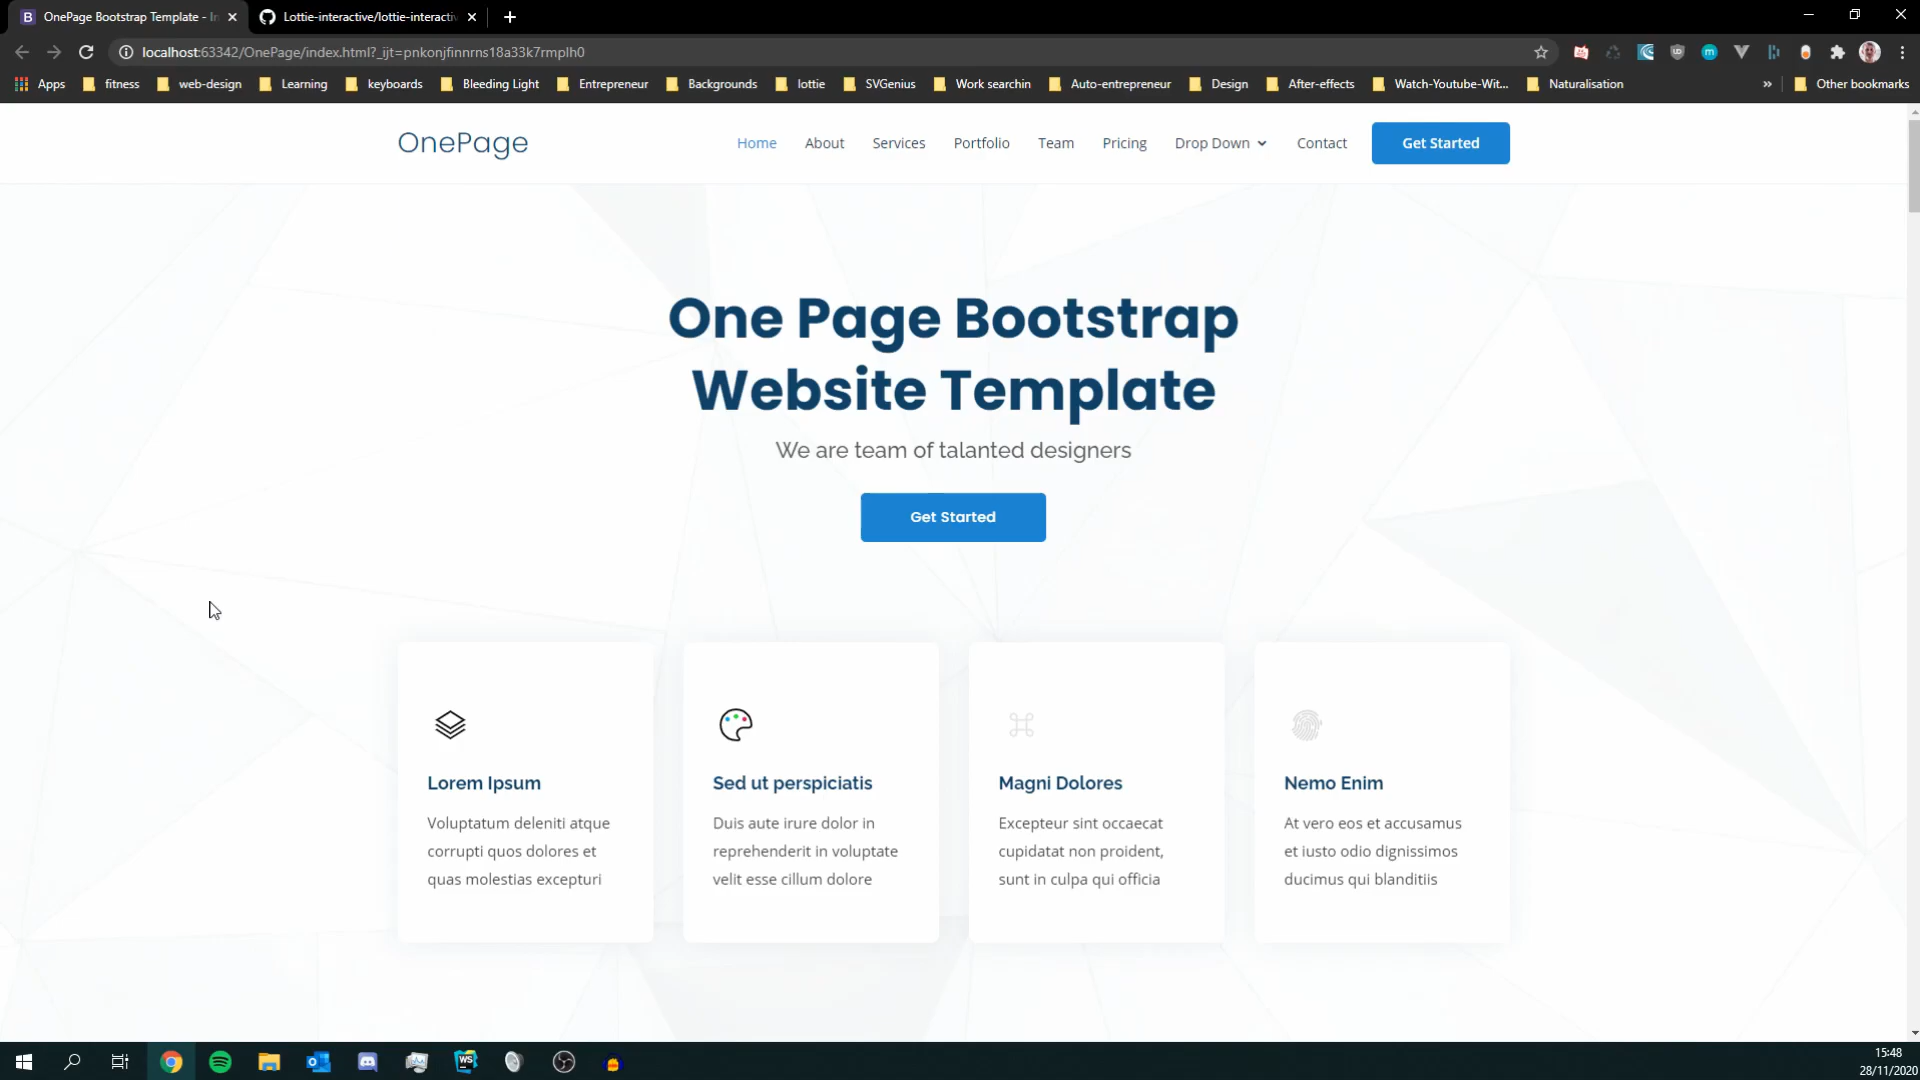 OnePage Bootstrap Template - In
Lottie-interactive/lottie-interactiv
localhost:63342/OnePage/index.html?_ijt=pnkonjfinnrns18a33k7rmplh0
Apps fitness web-design Learning keyboards Bleeding Light Entrepreneur Backgrounds lottie SVGenius Work searchin Auto-entrepreneur Design After-effects Watch-Youtube-Wit... Naturalisation » Other bookmarks
OnePage
Home About Services Portfolio Team Pricing Drop Down Contact Get Started
One Page Bootstrap
Website Template
We are team of talanted designers
Get Started
Lorem Ipsum
Voluptatum deleniti atque
corrupti quos dolores et
quas molestias excepturi
Sed ut perspiciatis
Duis aute irure dolor in
reprehenderit in voluptate
velit esse cillum dolore
Magni Dolores
Excepteur sint occaecat
cupidatat non proident,
sunt in culpa qui officia
Nemo Enim
At vero eos et accusamus
et iusto odio dignissimos
ducimus qui blanditiis
15:48
28/11/2020